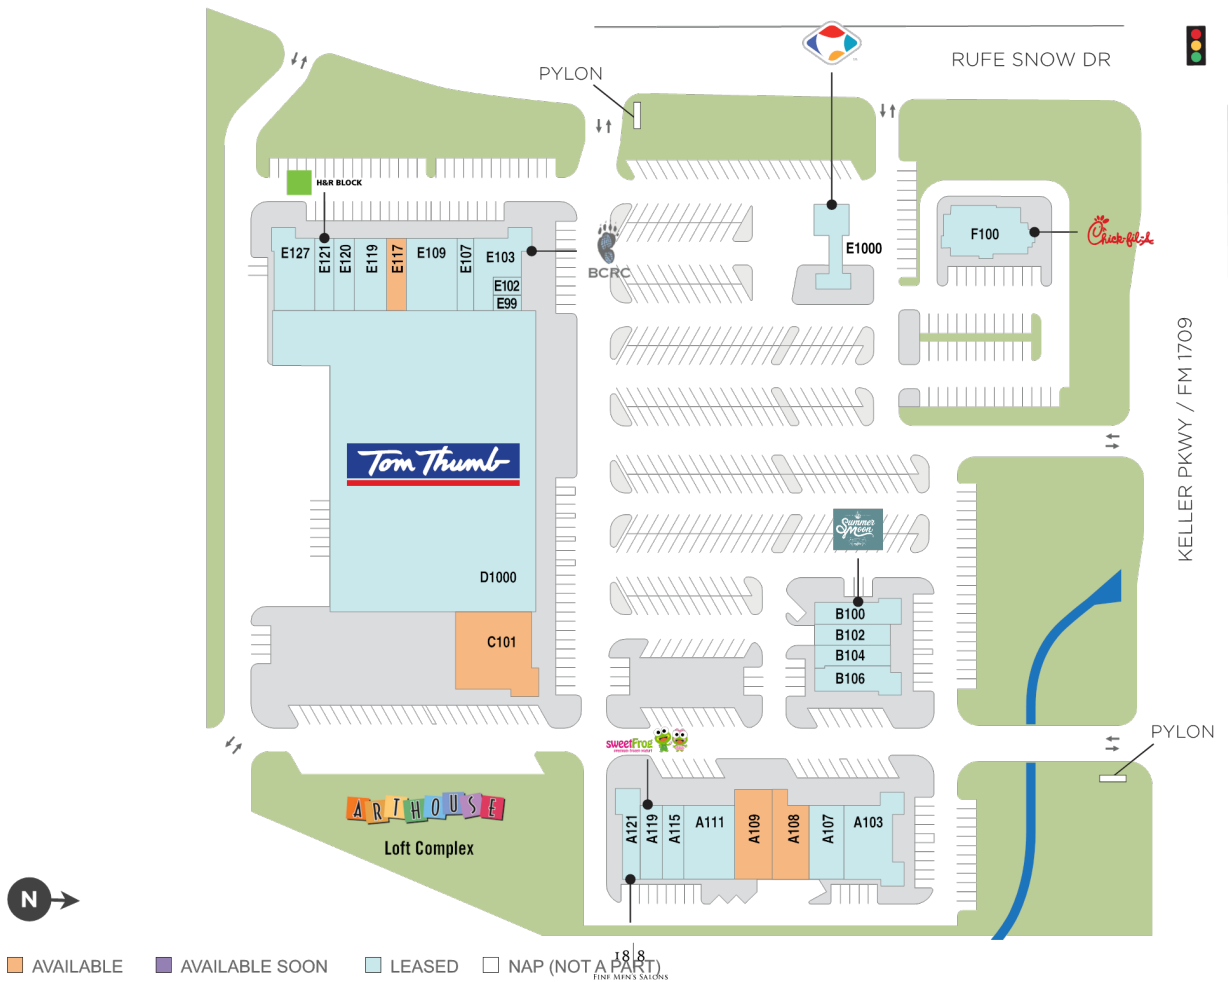 RUFE SNOW DR
PYLON
H&R BLOCK
E127
E121
E120
E119
E117
E109
E107
E103
E102
E99
BCRC
E1000
F100
Chick-fil-A
KELLER PKWY / FM 1709
Tom Thumb
D1000
C101
Summer
Moon
B100
B102
B104
B106
PYLON
sweetFrog
ARTHOUSE
Loft Complex
A121
A119
A115
A111
A109
A108
A107
A103
N
AVAILABLE
AVAILABLE SOON
LEASED
NAP (NOT A PART)
18|8
Fine Men's Salons